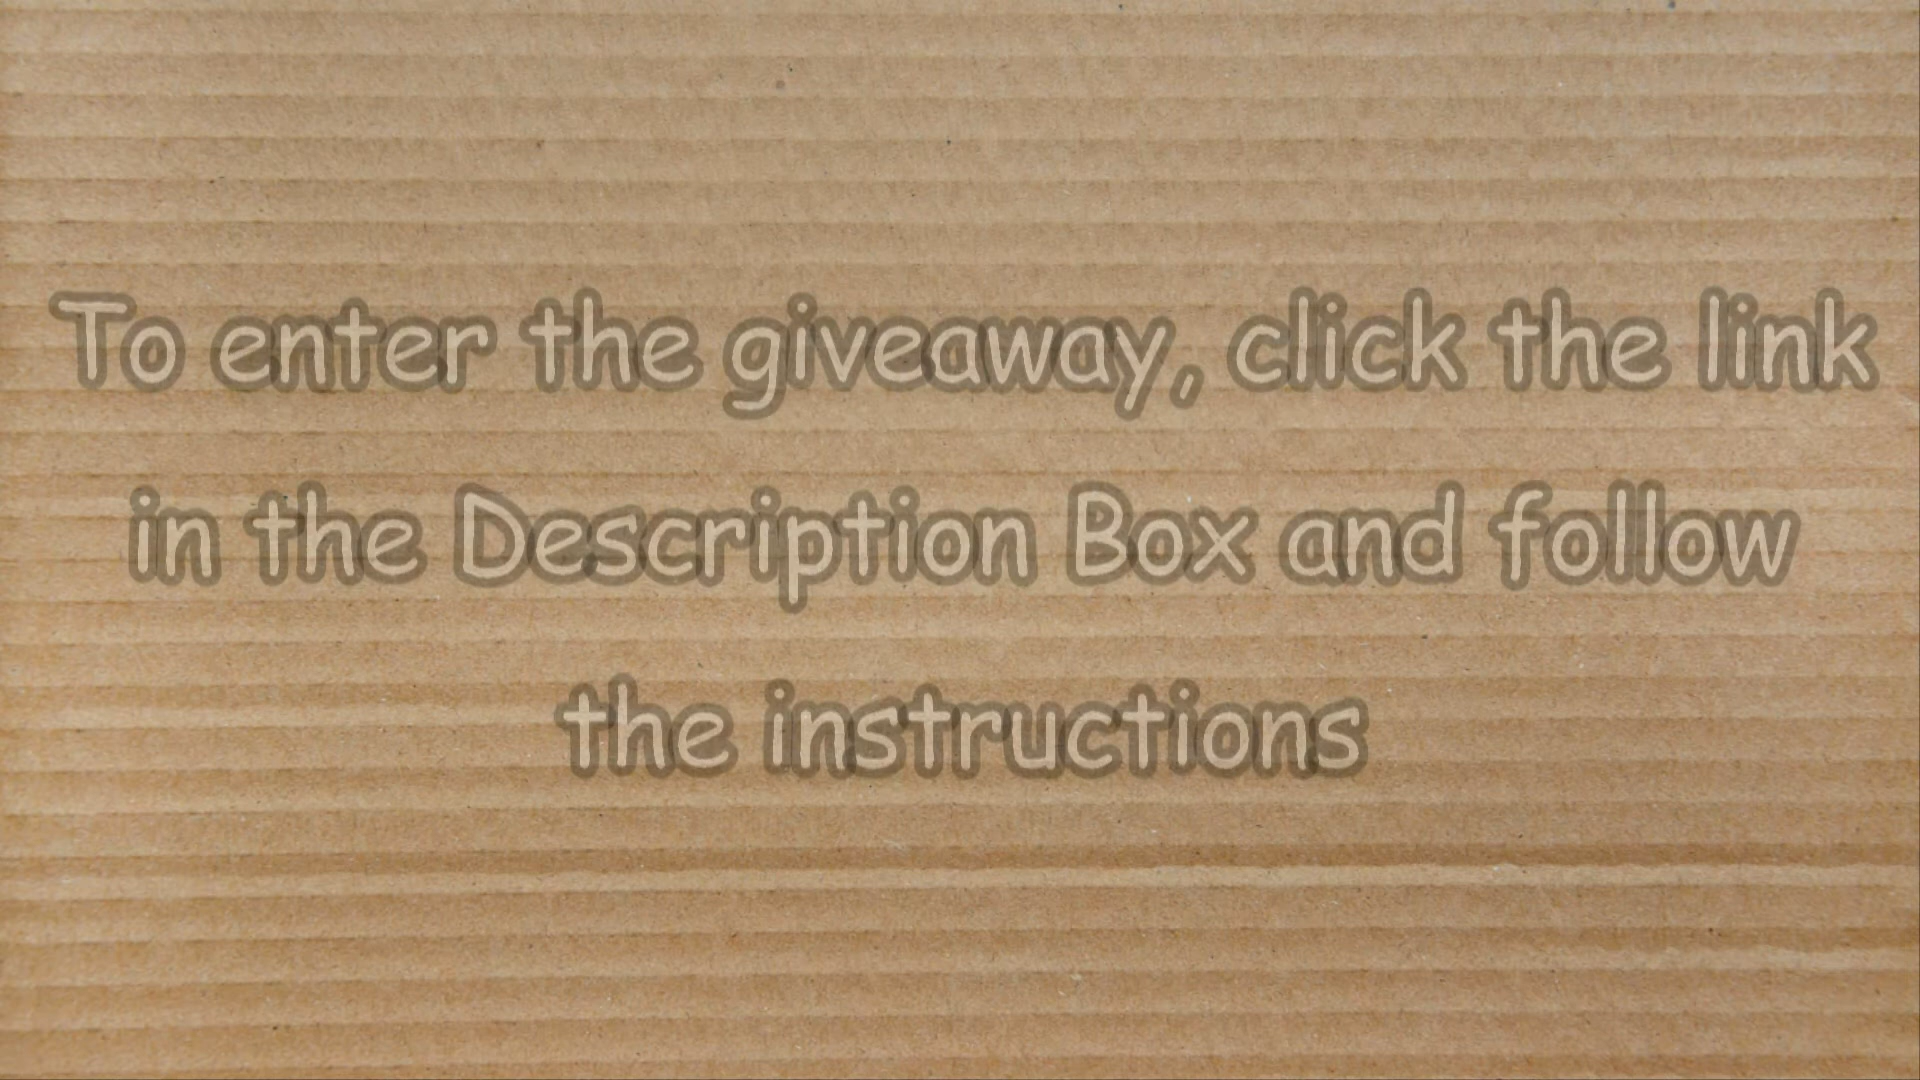 To enter the giveaway, click the link
in the Description Box and follow
the instructions